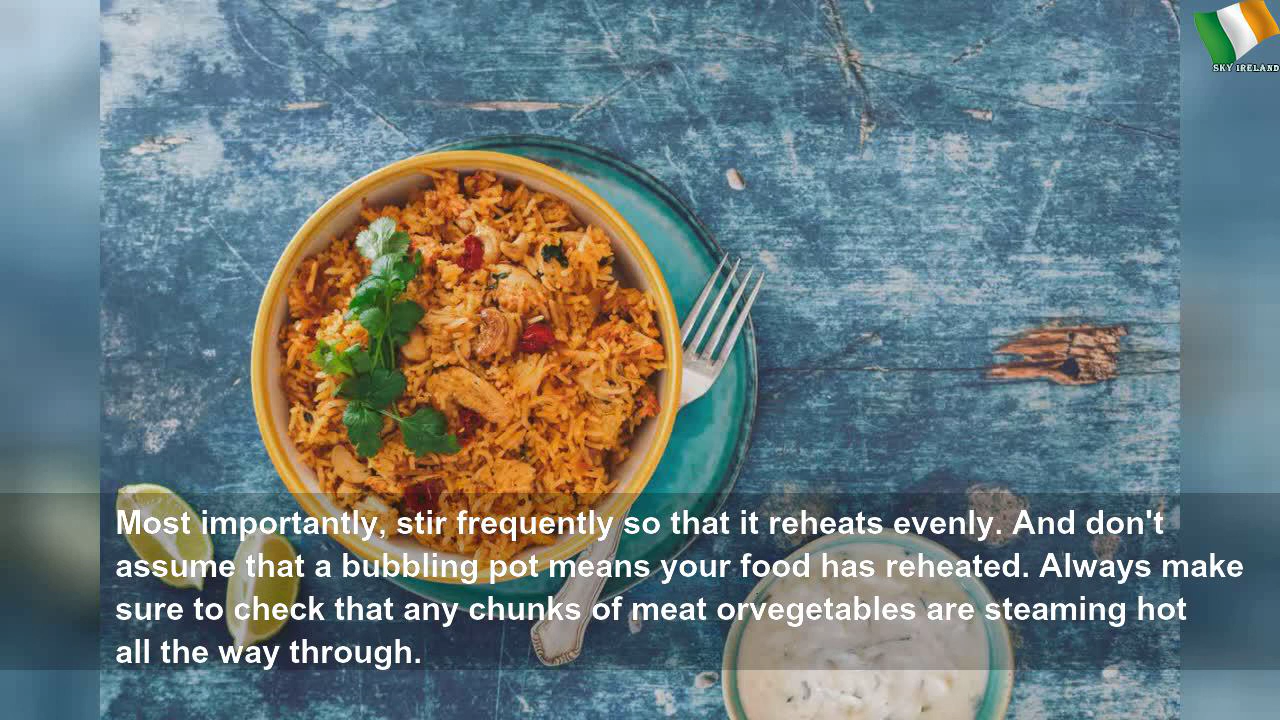 SKY IRELAND
Most importantly, stir frequently so that it reheats evenly. And don't
assume that a bubbling pot means your food has reheated. Always make
sure to check that any chunks of meat orvegetables are steaming hot
all the way through.